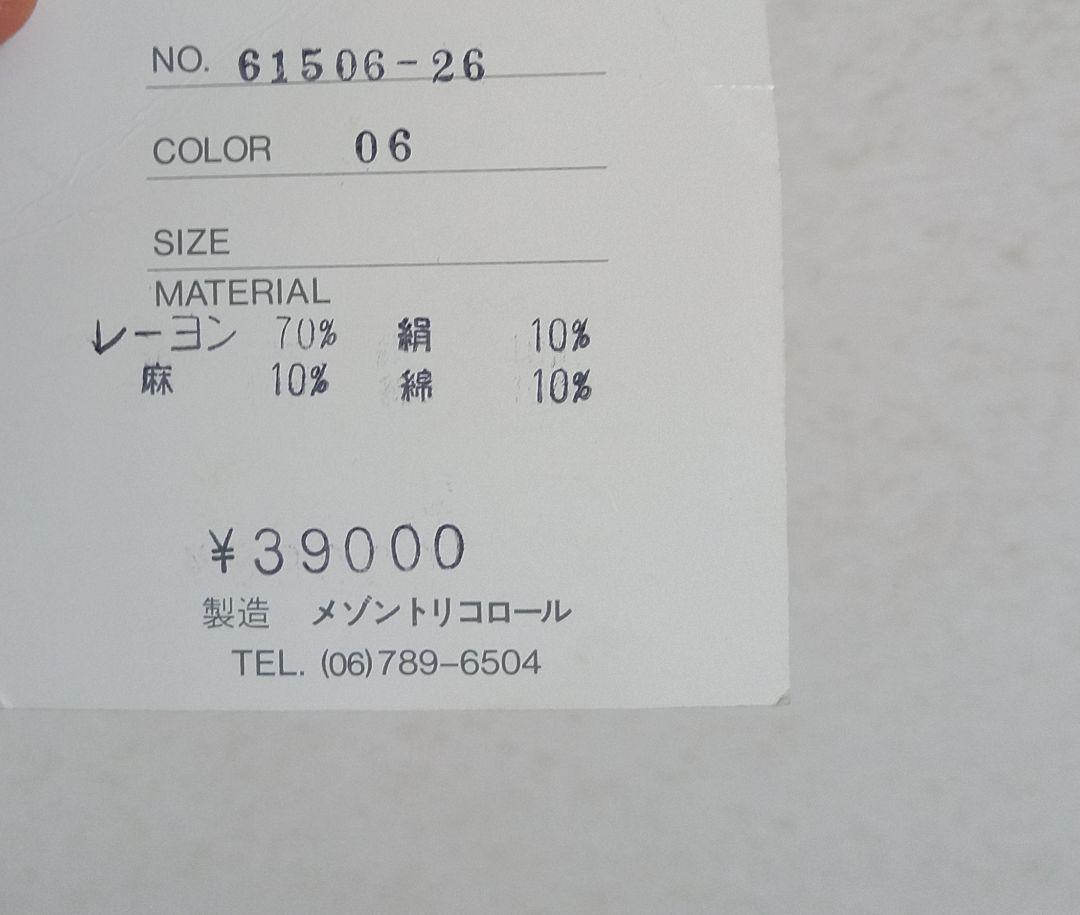 NO. 61506-26
COLOR 06
SIZE
MATERIAL
レーヨン 70% 絹 10%
麻 10% 綿 10%
¥39000
製造 メゾントリコロール
TEL. (06)789-6504